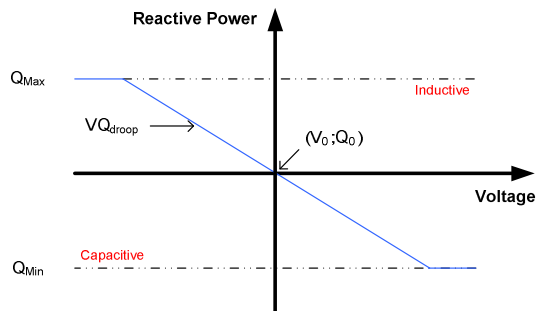 Reactive Power
QMax
Inductive
VQdroop
(V0;Q0)
Voltage
Capacitive
QMin